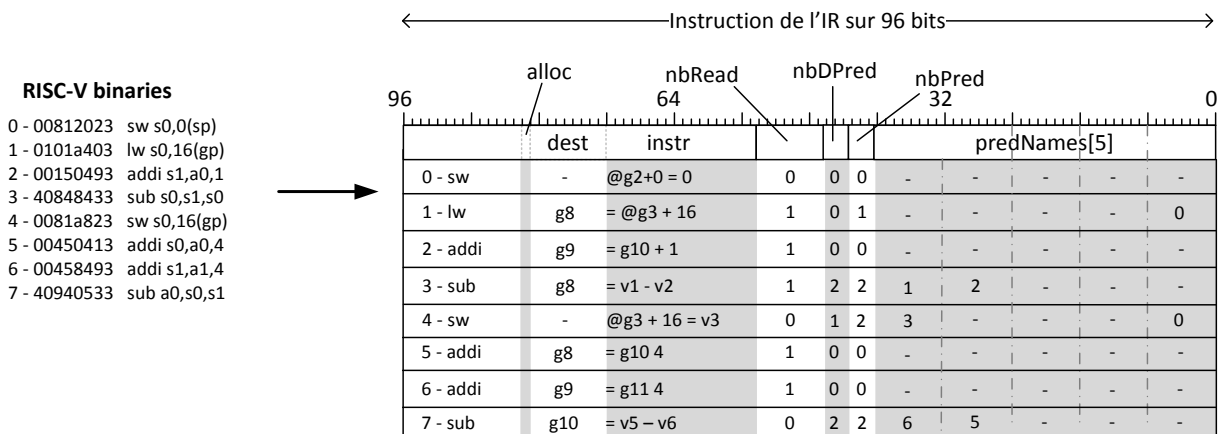 Instruction de l'IR sur 96 bits
alloc nbRead nbDPred nbPred
RISC-V binaries
96 64 32 0
0 - 00812023 sw s0,0(sp)
1 - 0101a403 lw s0,16(gp)
2 - 00150493 addi s1,a0,1
3 - 40848433 sub s0,s1,s0
4 - 0081a823 sw s0,16(gp)
5 - 00450413 addi s0,a0,4
6 - 00458493 addi s1,a1,4
7 - 40940533 sub a0,s0,s1
dest instr predNames[5]
0 - sw - @g2+0 = 0 0 0 0 - - - - -
1 - lw g8 = @g3 + 16 1 0 1 - - - - 0
2 - addi g9 = g10 + 1 1 0 0 - - - - -
3 - sub g8 = v1 - v2 1 2 2 1 2 - - -
4 - sw - @g3 + 16 = v3 0 1 2 3 - - - 0
5 - addi g8 = g10 4 1 0 0 - - - - -
6 - addi g9 = g11 4 1 0 0 - - - - -
7 - sub g10 = v5 – v6 0 2 2 6 5 - - -